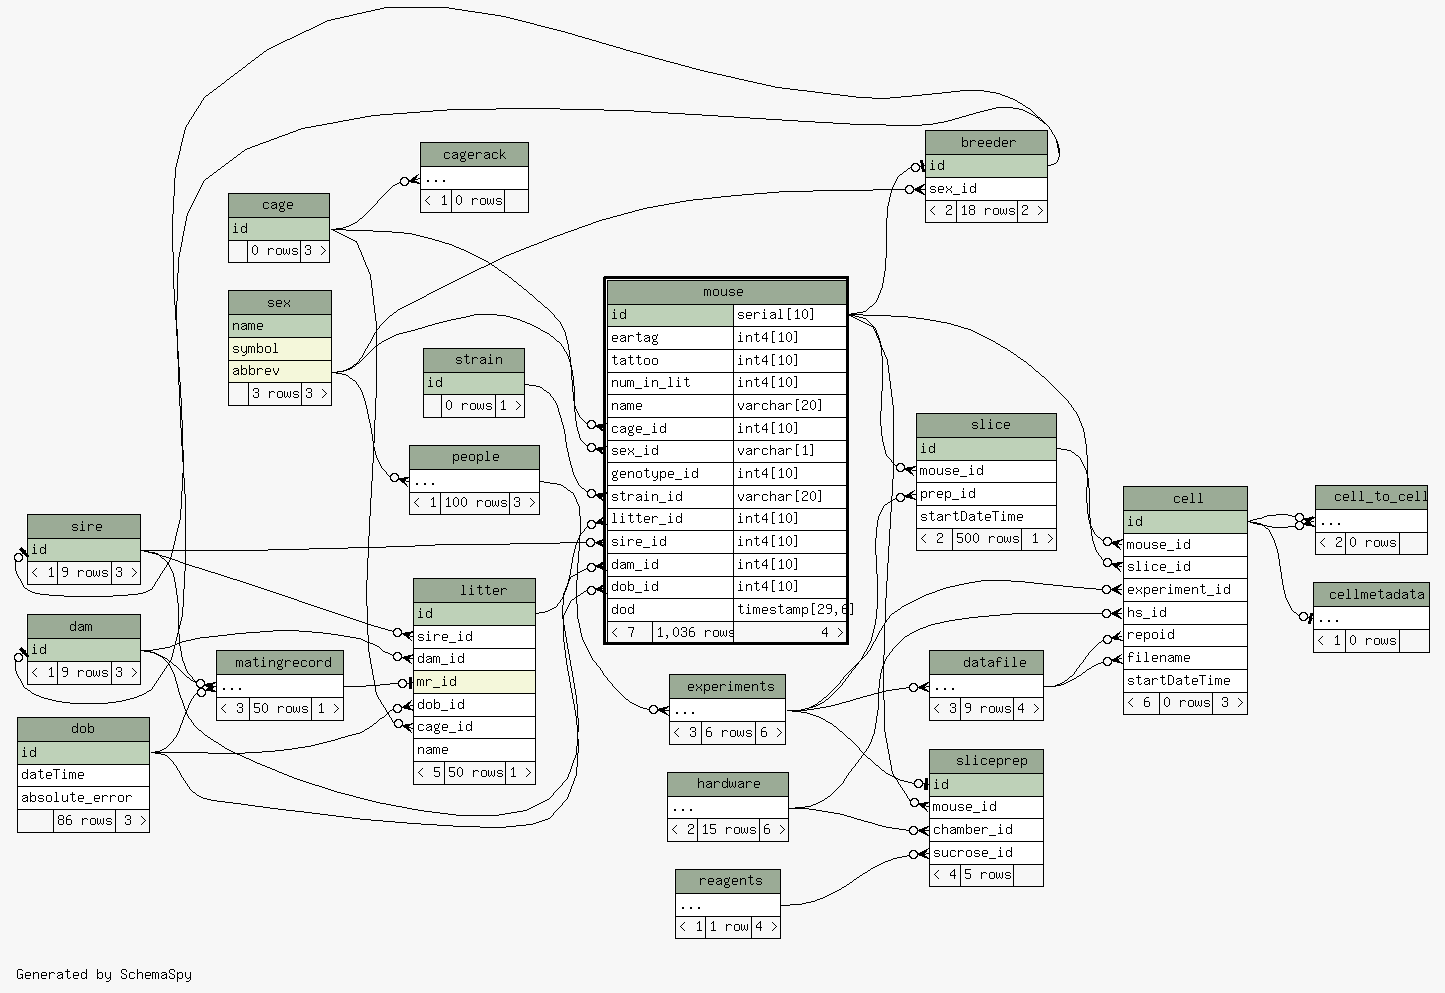 cagerack
...
< 1 0 rows
cage
id
0 rows 3 >
sex
name
symbol
abbrev
3 rows 3 >
strain
id
0 rows 1 >
people
...
< 1 100 rows 3 >
sire
id
< 1 9 rows 3 >
dam
id
< 1 9 rows 3 >
dob
id
dateTime
absolute_error
86 rows 3 >
matingrecord
...
< 3 50 rows 1 >
litter
id
sire_id
dam_id
mr_id
dob_id
cage_id
name
< 5 50 rows 1 >
mouse
id serial[10]
eartag int4[10]
tattoo int4[10]
num_in_lit int4[10]
name varchar[20]
cage_id int4[10]
sex_id varchar[1]
genotype_id int4[10]
strain_id varchar[20]
litter_id int4[10]
sire_id int4[10]
dam_id int4[10]
dob_id int4[10]
dod timestamp[29,6]
< 7 1,036 rows 4 >
breeder
id
sex_id
< 2 18 rows 2 >
slice
id
mouse_id
prep_id
startDateTime
< 2 500 rows 1 >
experiments
...
< 3 6 rows 6 >
hardware
...
< 2 15 rows 6 >
reagents
...
< 1 1 row 4 >
datafile
...
< 3 9 rows 4 >
sliceprep
id
mouse_id
chamber_id
sucrose_id
< 4 5 rows
cell
id
mouse_id
slice_id
experiment_id
hs_id
repoid
filename
startDateTime
< 6 0 rows 3 >
cell_to_cell
...
< 2 0 rows
cellmetadata
...
< 1 0 rows
Generated by SchemaSpy